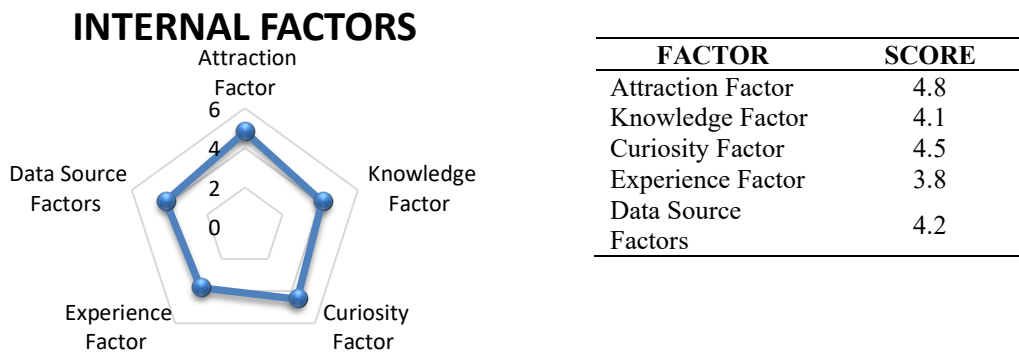 INTERNAL FACTORS
Attraction
Factor
6
4
2
0
Data Source
Factors
Knowledge
Factor
Experience
Factor
Curiosity
Factor
FACTOR SCORE
Attraction Factor 4.8
Knowledge Factor 4.1
Curiosity Factor 4.5
Experience Factor 3.8
Data Source
Factors 4.2